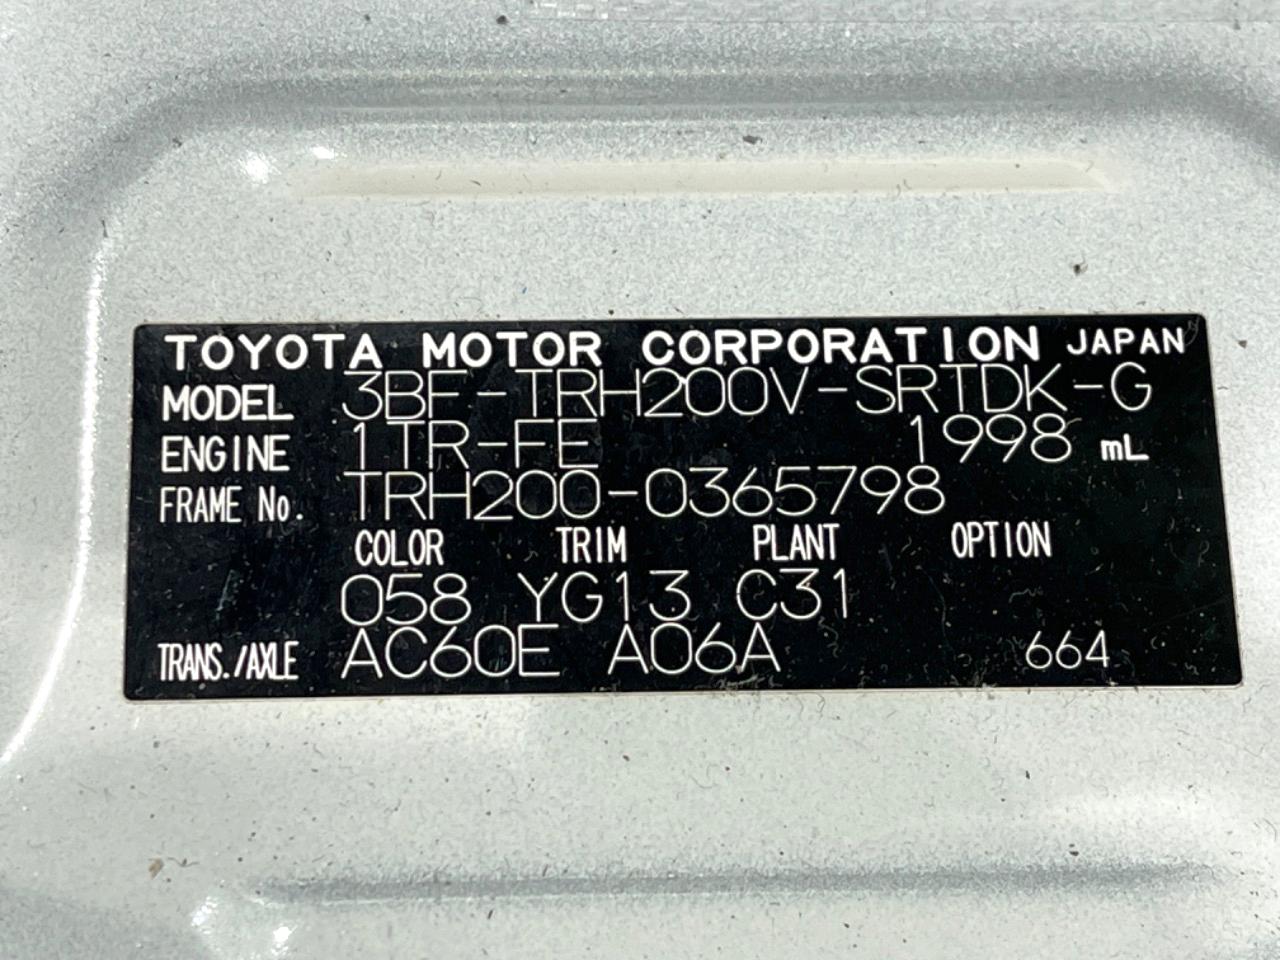 TOYOTA MOTOR CORPORATION JAPAN
MODEL 3BF-TRH200V-SRTDK-G
ENGINE 1TR-FE 1998 mL
FRAME No. TRH200-0365798
COLOR TRIM PLANT OPTION
058 YG13 C31
TRANS./AXLE AC60E A06A 664